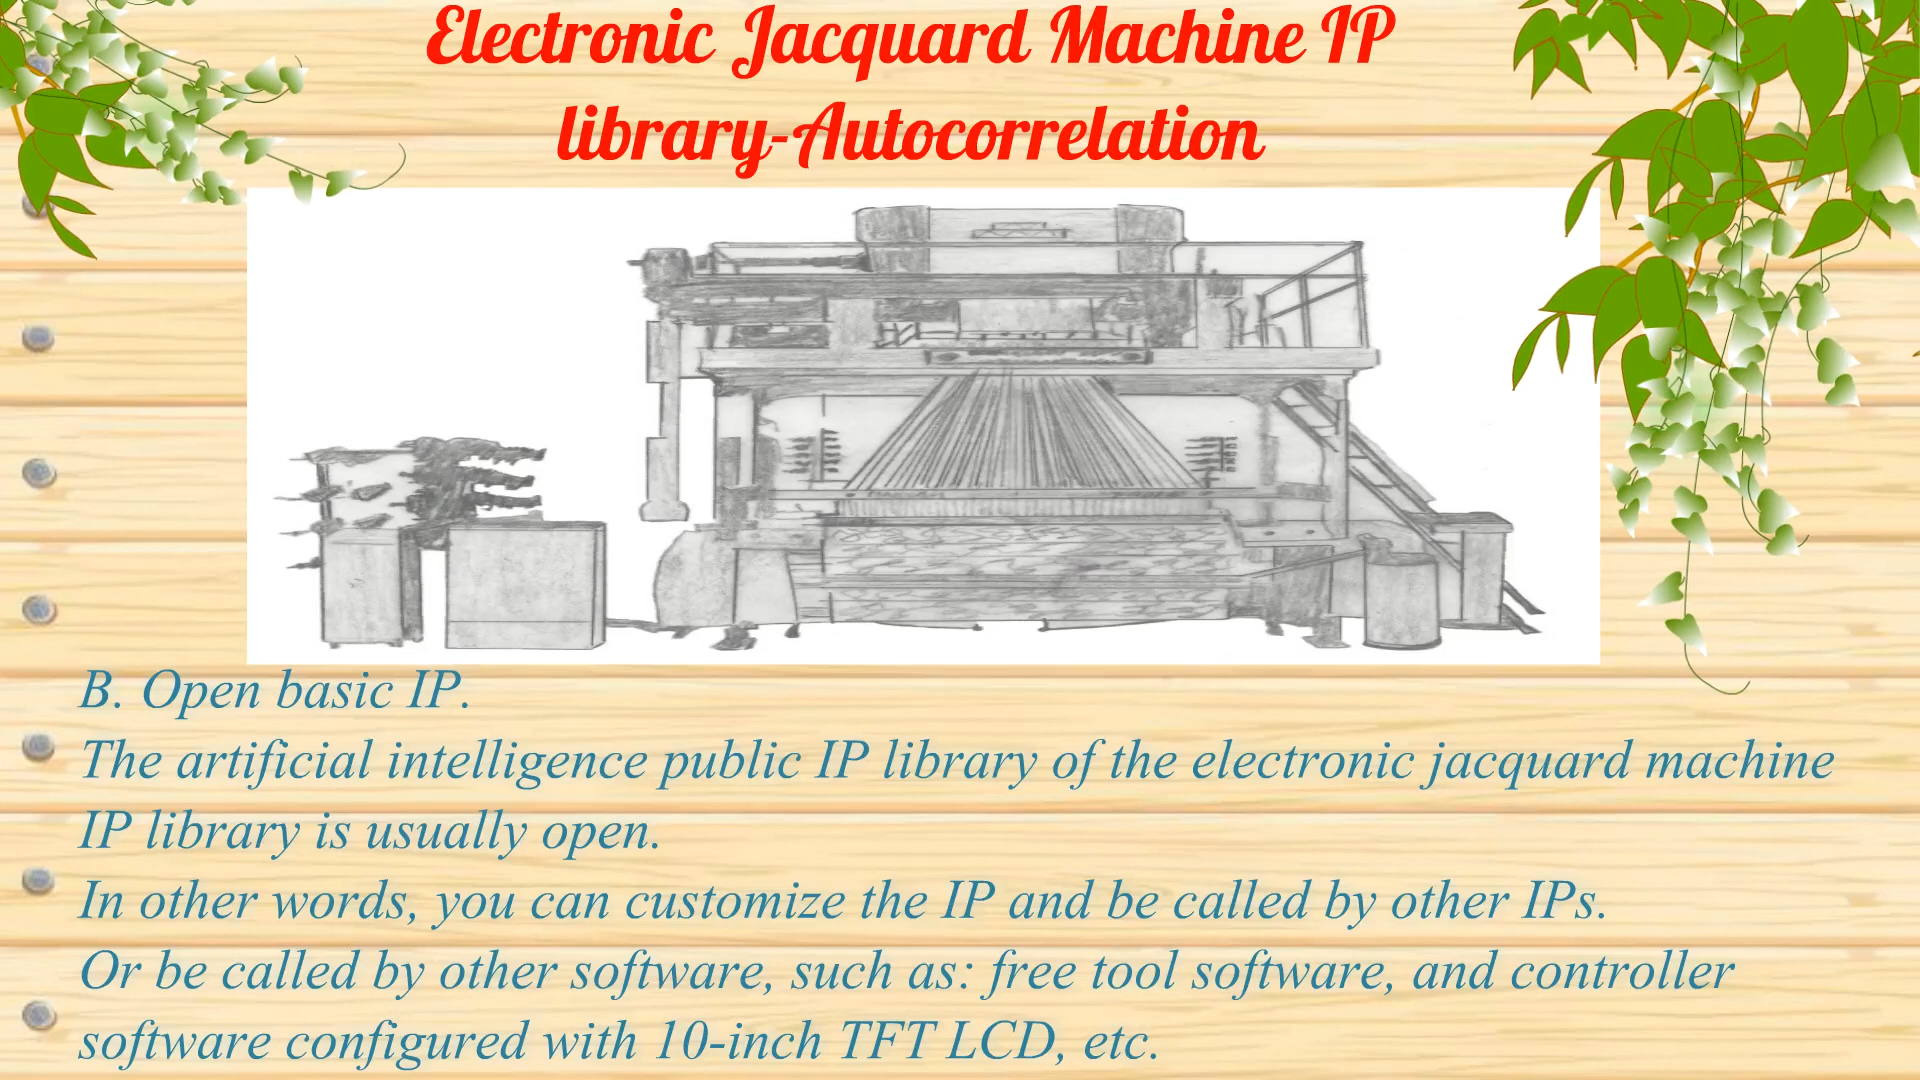 Electronic Jacquard Machine IP
library-Autocorrelation
B. Open basic IP.
The artificial intelligence public IP library of the electronic jacquard machine
IP library is usually open.
In other words, you can customize the IP and be called by other IPs.
Or be called by other software, such as: free tool software, and controller
software configured with 10-inch TFT LCD, etc.